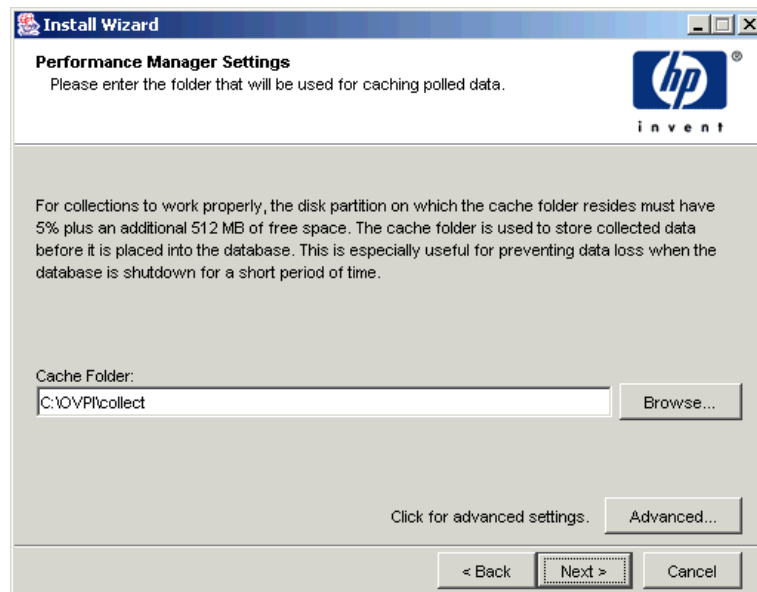 Install Wizard
Performance Manager Settings
Please enter the folder that will be used for caching polled data.
hp ®
invent
For collections to work properly, the disk partition on which the cache folder resides must have
5% plus an additional 512 MB of free space. The cache folder is used to store collected data
before it is placed into the database. This is especially useful for preventing data loss when the
database is shutdown for a short period of time.
Cache Folder:
C:\OVPI\collect
Browse...
Click for advanced settings.
Advanced...
< Back
Next >
Cancel